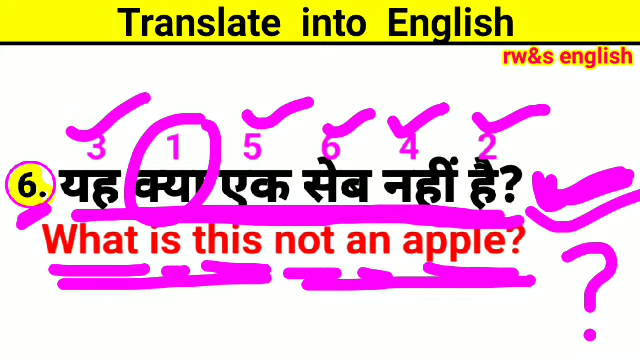 Translate into English
rw&s english
3 1 5 6 4 2
6. यह क्या एक सेब नहीं है?
What is this not an apple?
?